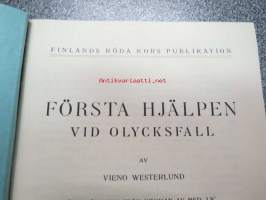 FINLANDS RÖDA KORS PUBLIKATION
Antikvariaatti.net
FÖRSTA HJÄLPEN
VID OLYCKSFALL
AV
VIENO WESTERLUND